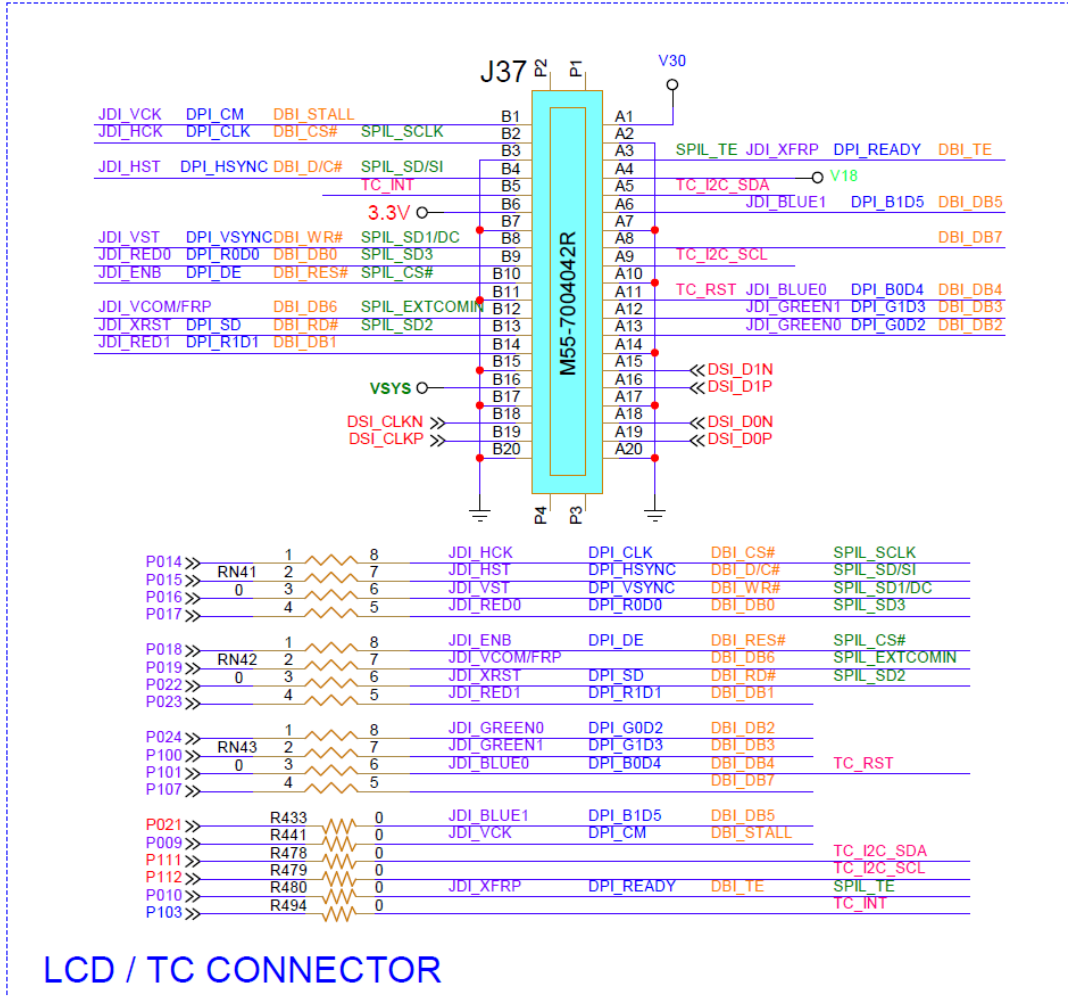 J37 P2 P1 V30
JDI_VCK DPI_CM DBI_STALL B1 A1
JDI_HCK DPI_CLK DBI_CS# SPIL_SCLK B2 A2
B3 A3 SPIL_TE JDI_XFRP DPI_READY DBI_TE
JDI_HST DPI_HSYNC DBI_D/C# SPIL_SD/SI B4 A4 V18
TC_INT B5 A5 TC_I2C_SDA
3.3V B6 A6 JDI_BLUE1 DPI_B1D5 DBI_DB5
B7 A7
JDI_VST DPI_VSYNC DBI_WR# SPIL_SD1/DC B8 A8 DBI_DB7
JDI_RED0 DPI_R0D0 DBI_DB0 SPIL_SD3 B9 A9 TC_I2C_SCL
JDI_ENB DPI_DE DBI_RES# SPIL_CS# B10 A10
B11 A11 TC_RST JDI_BLUE0 DPI_B0D4 DBI_DB4
JDI_VCOM/FRP DBI_DB6 SPIL_EXTCOMIN B12 A12 JDI_GREEN1 DPI_G1D3 DBI_DB3
JDI_XRST DPI_SD DBI_RD# SPIL_SD2 B13 A13 JDI_GREEN0 DPI_G0D2 DBI_DB2
JDI_RED1 DPI_R1D1 DBI_DB1 B14 A14
B15 A15 DSI_D1N
VSYS B16 A16 DSI_D1P
B17 A17
DSI_CLKN B18 A18 DSI_D0N
DSI_CLKP B19 A19 DSI_D0P
B20 A20
M55-7004042R
P4 P3
P014 1 8 JDI_HCK DPI_CLK DBI_CS# SPIL_SCLK
P015 RN41 2 7 JDI_HST DPI_HSYNC DBI_D/C# SPIL_SD/SI
P016 0 3 6 JDI_VST DPI_VSYNC DBI_WR# SPIL_SD1/DC
P017 4 5 JDI_RED0 DPI_R0D0 DBI_DB0 SPIL_SD3
P018 1 8 JDI_ENB DPI_DE DBI_RES# SPIL_CS#
P019 RN42 2 7 JDI_VCOM/FRP DBI_DB6 SPIL_EXTCOMIN
P022 0 3 6 JDI_XRST DPI_SD DBI_RD# SPIL_SD2
P023 4 5 JDI_RED1 DPI_R1D1 DBI_DB1
P024 1 8 JDI_GREEN0 DPI_G0D2 DBI_DB2
P100 RN43 2 7 JDI_GREEN1 DPI_G1D3 DBI_DB3
P101 0 3 6 JDI_BLUE0 DPI_B0D4 DBI_DB4 TC_RST
P107 4 5 DBI_DB7
P021 R433 0 JDI_BLUE1 DPI_B1D5 DBI_DB5
P009 R441 0 JDI_VCK DPI_CM DBI_STALL
P111 R478 0 TC_I2C_SDA
P112 R479 0 TC_I2C_SCL
P010 R480 0 JDI_XFRP DPI_READY DBI_TE SPIL_TE
P103 R494 0 TC_INT
LCD / TC CONNECTOR